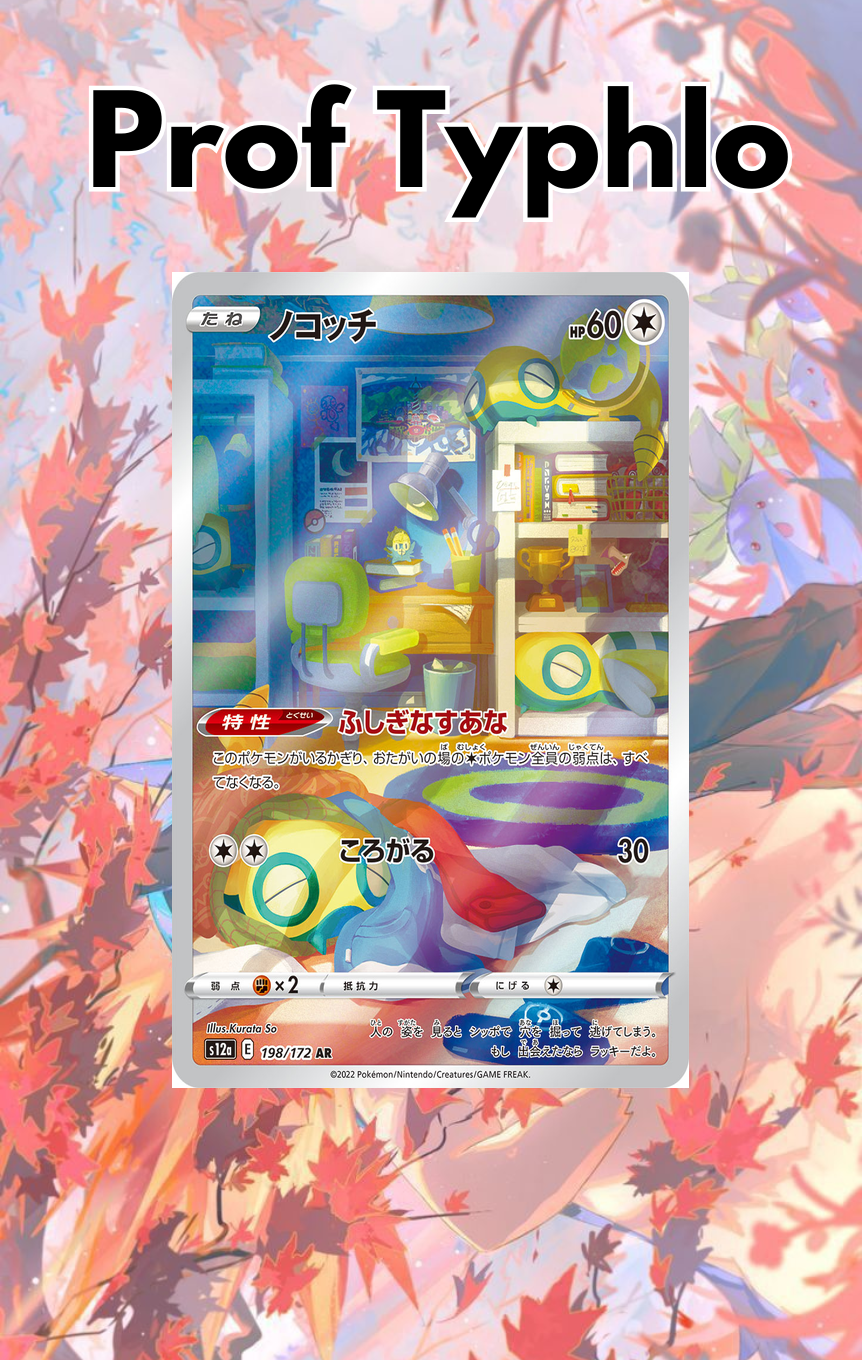 Prof Typhlo
たね ノコッチ HP60
特性 とくせい ふしぎなすあな
このポケモンがいるかぎり、おたがいの場のポケモン全員の弱点は、すべ
てなくなる。
ころがる 30
弱点 ×2 抵抗力 にげる
Illus.Kurata So
人の 姿を 見ると シッポで 穴を 掘って 逃げてしまう。
もし 出会えたなら ラッキーだよ。
s12a E 198/172 AR
©2022 Pokémon/Nintendo/Creatures/GAME FREAK.